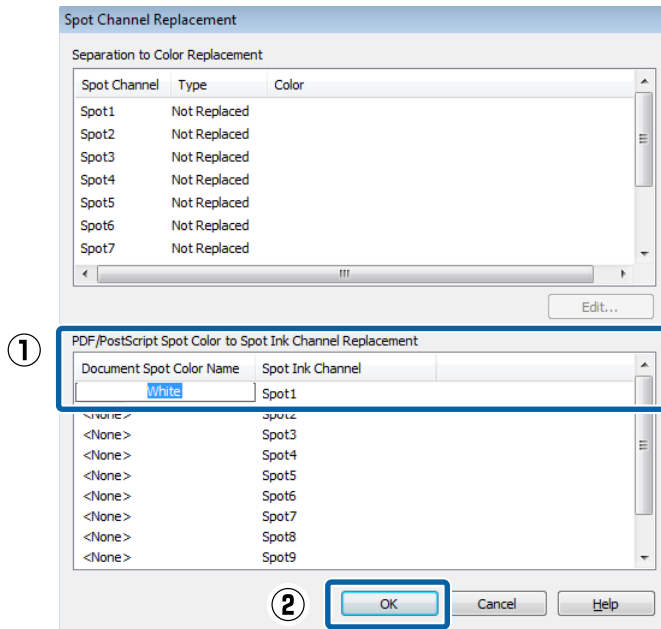 Spot Channel Replacement
Separation to Color Replacement
Spot Channel Type Color
Spot1 Not Replaced
Spot2 Not Replaced
Spot3 Not Replaced
Spot4 Not Replaced
Spot5 Not Replaced
Spot6 Not Replaced
Spot7 Not Replaced
Edit...
1
PDF/PostScript Spot Color to Spot Ink Channel Replacement
Document Spot Color Name Spot Ink Channel
White Spot1
<None> Spot2
<None> Spot3
<None> Spot4
<None> Spot5
<None> Spot6
<None> Spot7
<None> Spot8
<None> Spot9
2 OK Cancel Help